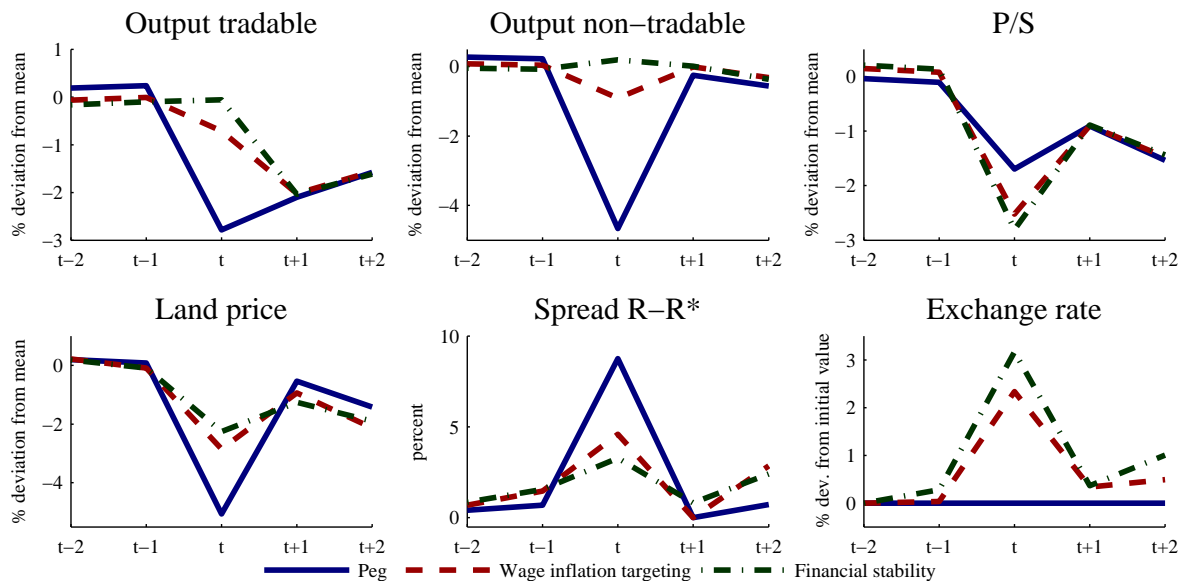 Output tradable
% deviation from mean
1
0
−1
−2
−3
t−2 t−1 t t+1 t+2
Output non−tradable
% deviation from mean
0
−2
−4
t−2 t−1 t t+1 t+2
P/S
% deviation from mean
0
−1
−2
−3
t−2 t−1 t t+1 t+2
Land price
% deviation from mean
0
−2
−4
t−2 t−1 t t+1 t+2
Spread R−R*
percent
10
5
0
t−2 t−1 t t+1 t+2
Exchange rate
% dev. from initial value
3
2
1
0
t−2 t−1 t t+1 t+2
Peg Wage inflation targeting Financial stability